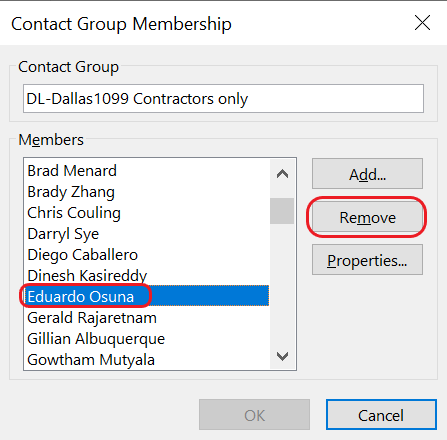 Contact Group Membership
Contact Group
DL-Dallas1099 Contractors only
Members
Brad Menard
Brady Zhang
Chris Couling
Darryl Sye
Diego Caballero
Dinesh Kasireddy
Eduardo Osuna
Gerald Rajaretnam
Gillian Albuquerque
Gowtham Mutyala
Add...
Remove
Properties...
OK
Cancel